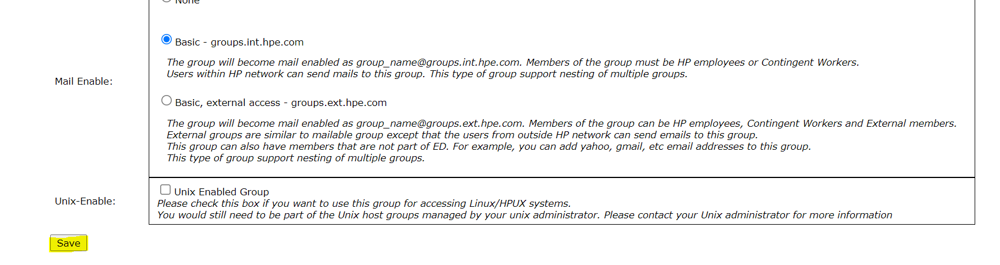 None
Mail Enable:
Basic - groups.int.hpe.com
The group will become mail enabled as group_name@groups.int.hpe.com. Members of the group must be HP employees or Contingent Workers.
Users within HP network can send mails to this group. This type of group support nesting of multiple groups.
Basic, external access - groups.ext.hpe.com
The group will become mail enabled as group_name@groups.ext.hpe.com. Members of the group can be HP employees, Contingent Workers and External members.
External groups are similar to mailable group except that the users from outside HP network can send emails to this group.
This group can also have members that are not part of ED. For example, you can add yahoo, gmail, etc email addresses to this group.
This type of group support nesting of multiple groups.
Unix-Enable:
Unix Enabled Group
Please check this box if you want to use this group for accessing Linux/HPUX systems.
You would still need to be part of the Unix host groups managed by your unix administrator. Please contact your Unix administrator for more information
Save